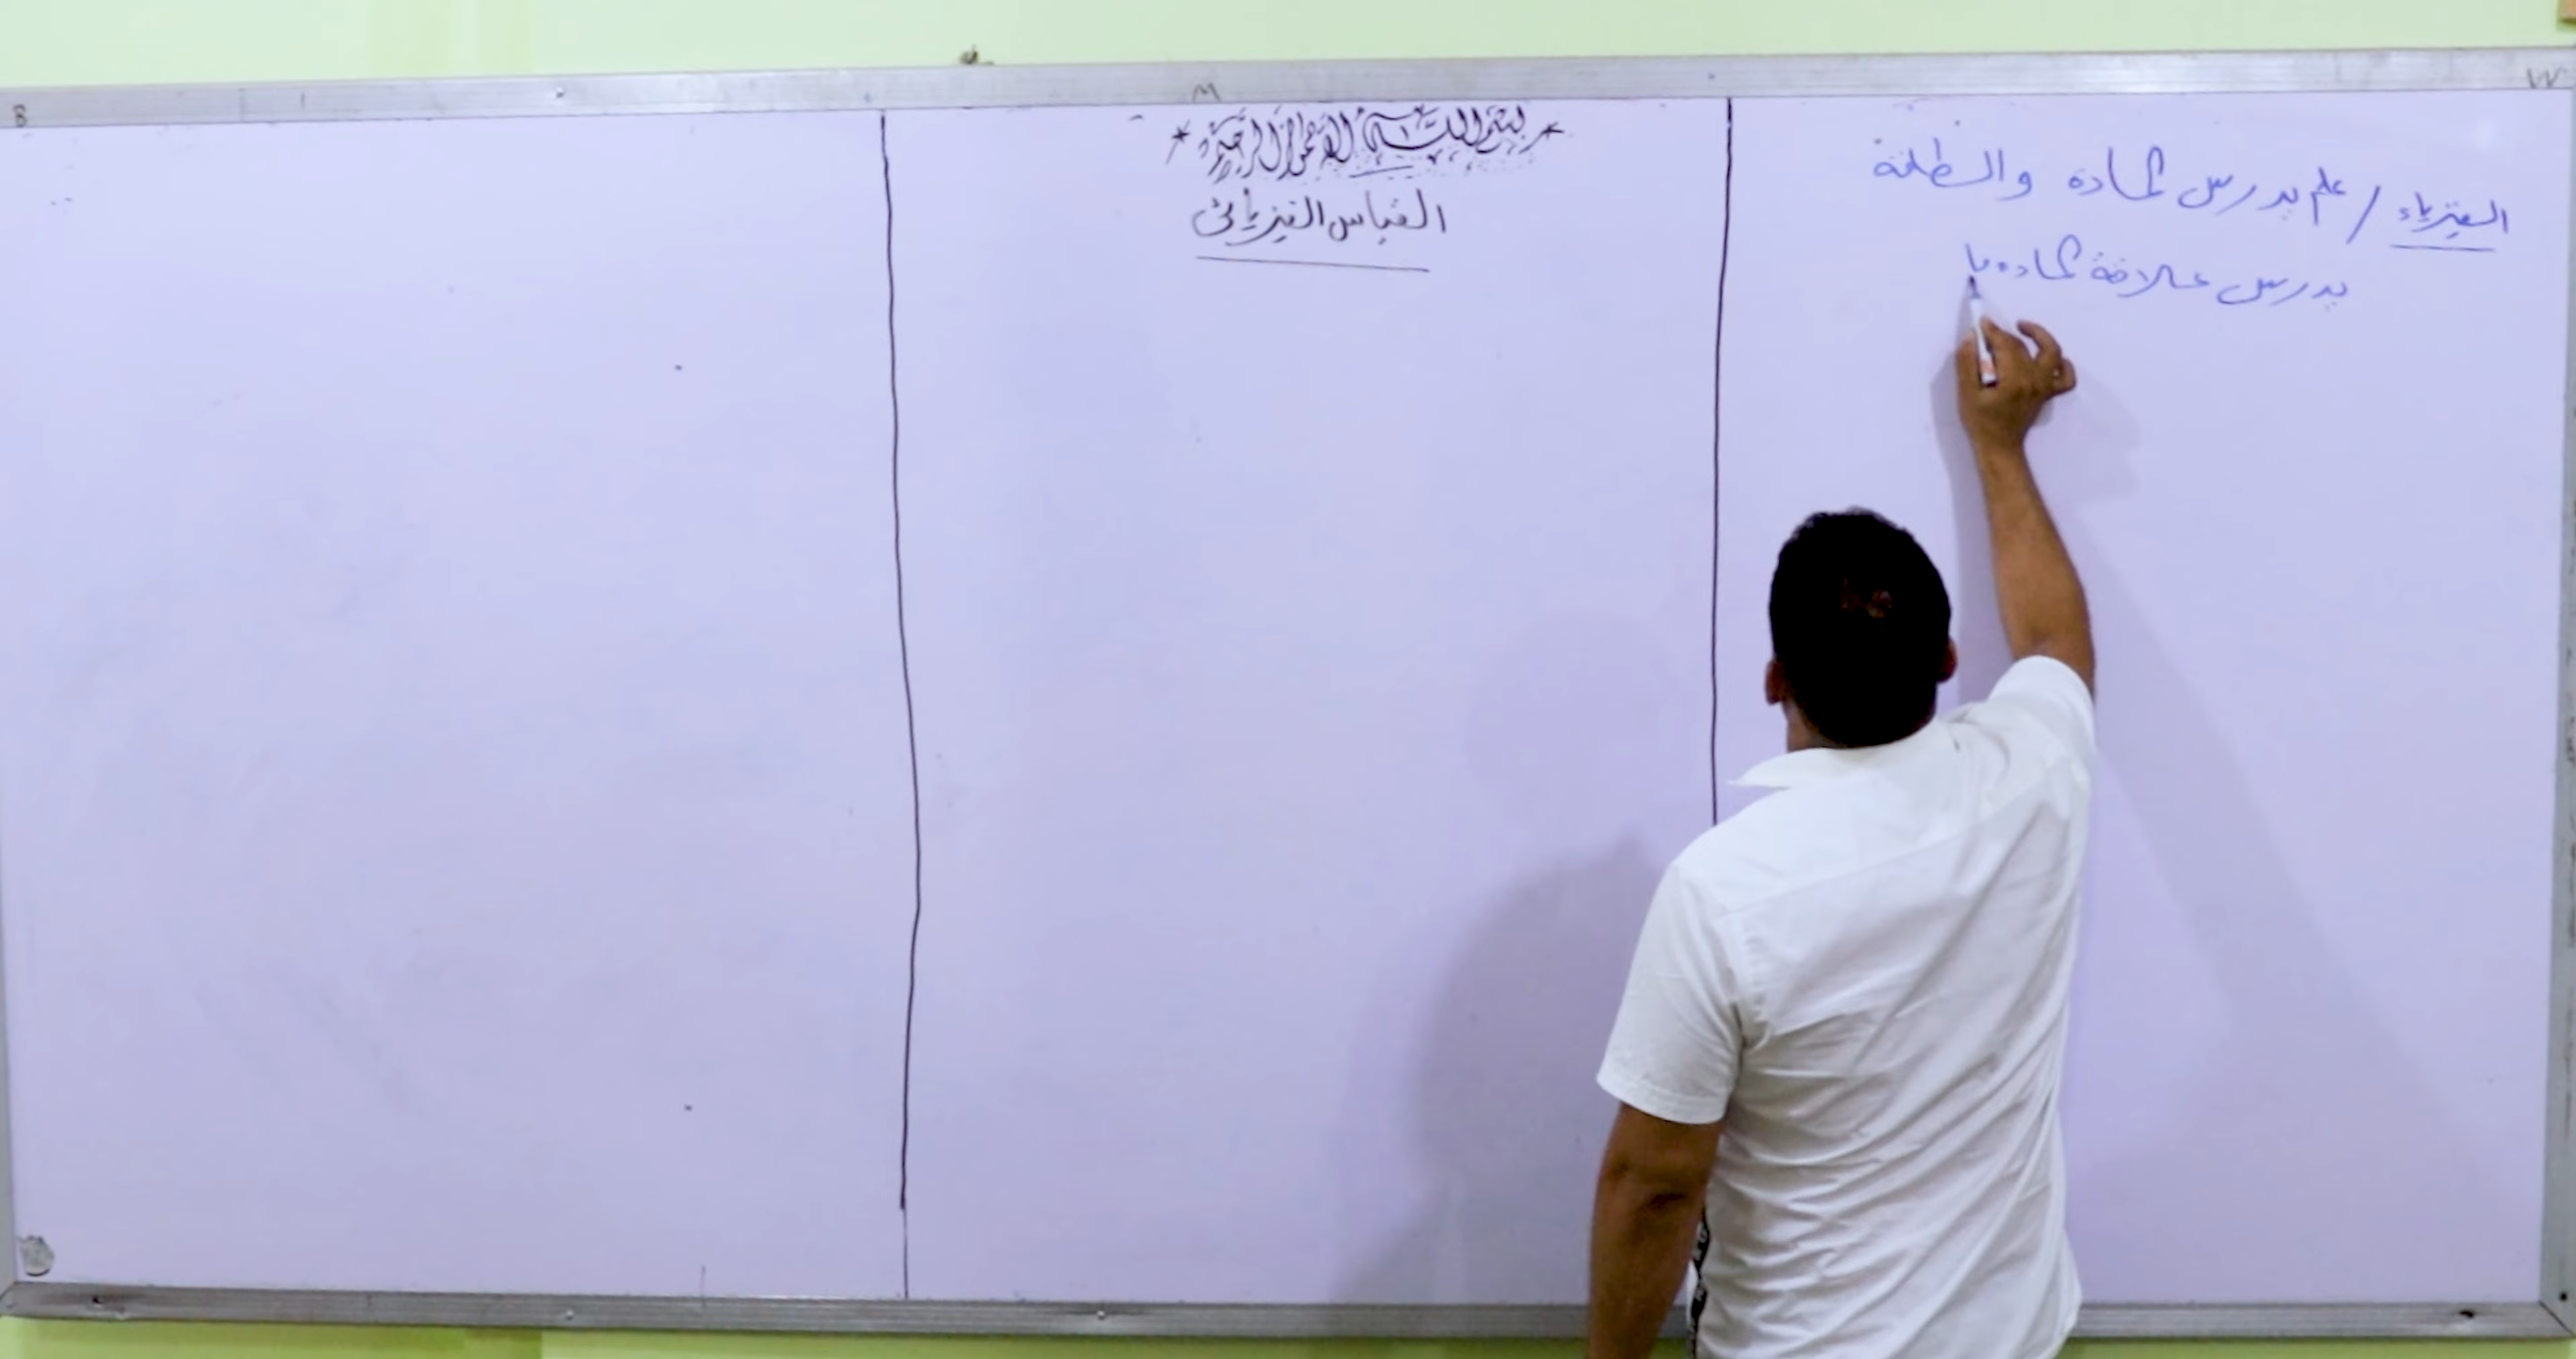 بسم الله الرحمن الرحيم
القياس الفيزيائي
الفيزياء / علم يدرس المادة والطاقة
يدرس علاقة المادة با
B
M
W